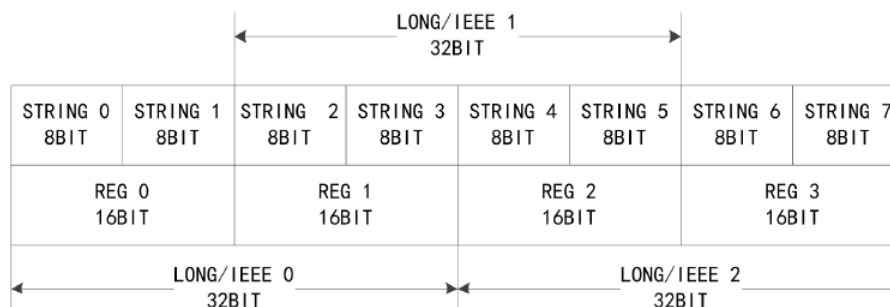 LONG/IEEE 1
32BIT
STRING 0 STRING 1 STRING 2 STRING 3 STRING 4 STRING 5 STRING 6 STRING 7
8BIT 8BIT 8BIT 8BIT 8BIT 8BIT 8BIT 8BIT
REG 0 REG 1 REG 2 REG 3
16BIT 16BIT 16BIT 16BIT
LONG/IEEE 0 LONG/IEEE 2
32BIT 32BIT